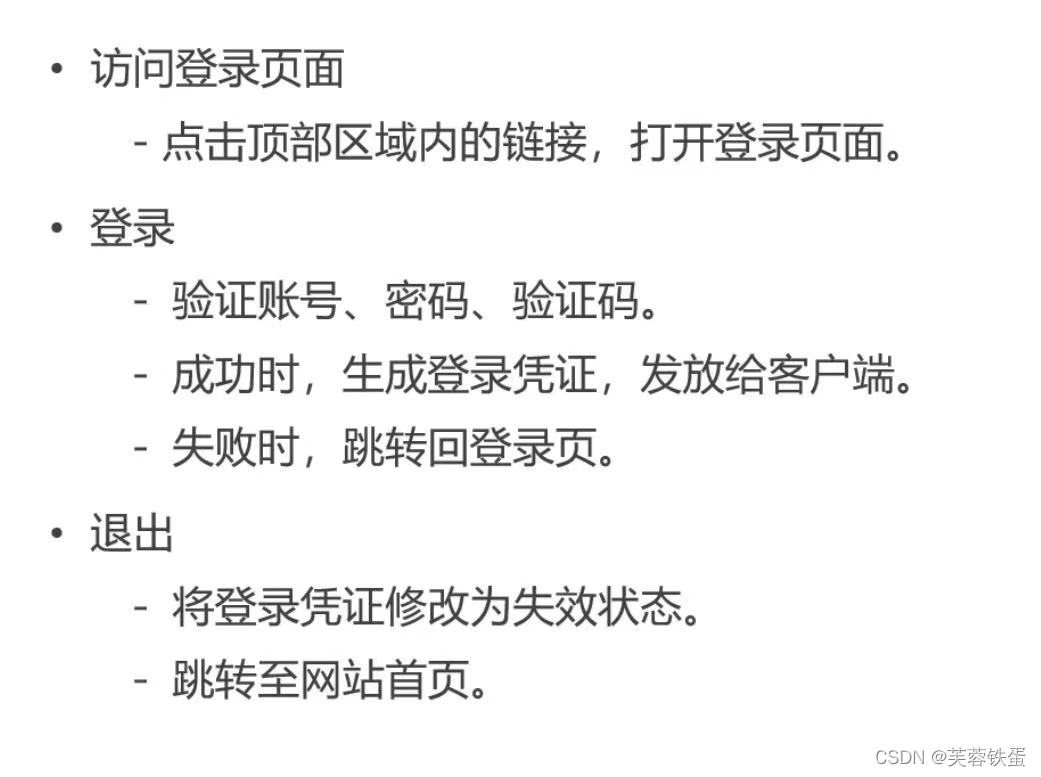 • 访问登录页面
- 点击顶部区域内的链接，打开登录页面。
• 登录
- 验证账号、密码、验证码。
- 成功时，生成登录凭证，发放给客户端。
- 失败时，跳转回登录页。
• 退出
- 将登录凭证修改为失效状态。
- 跳转至网站首页。
CSDN @芙蓉铁蛋